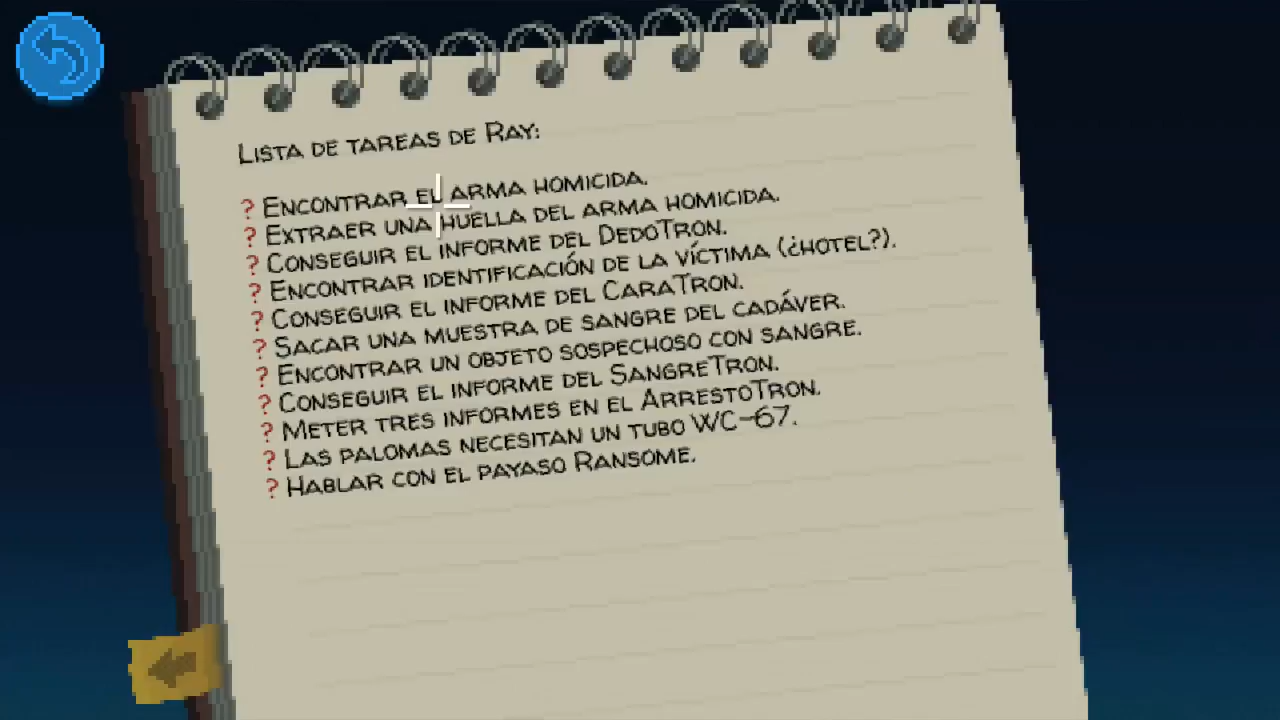 Lista de tareas de Ray:
? Encontrar el arma homicida.
? Extraer una huella del arma homicida.
? Conseguir el informe del DedoTron.
? Encontrar identificación de la víctima (¿hotel?).
? Conseguir el informe del CaraTron.
? Sacar una muestra de sangre del cadáver.
? Encontrar un objeto sospechoso con sangre.
? Conseguir el informe del SangreTron.
? Meter tres informes en el ArrestoTron.
? Las palomas necesitan un tubo WC-67.
? Hablar con el payaso Ransome.